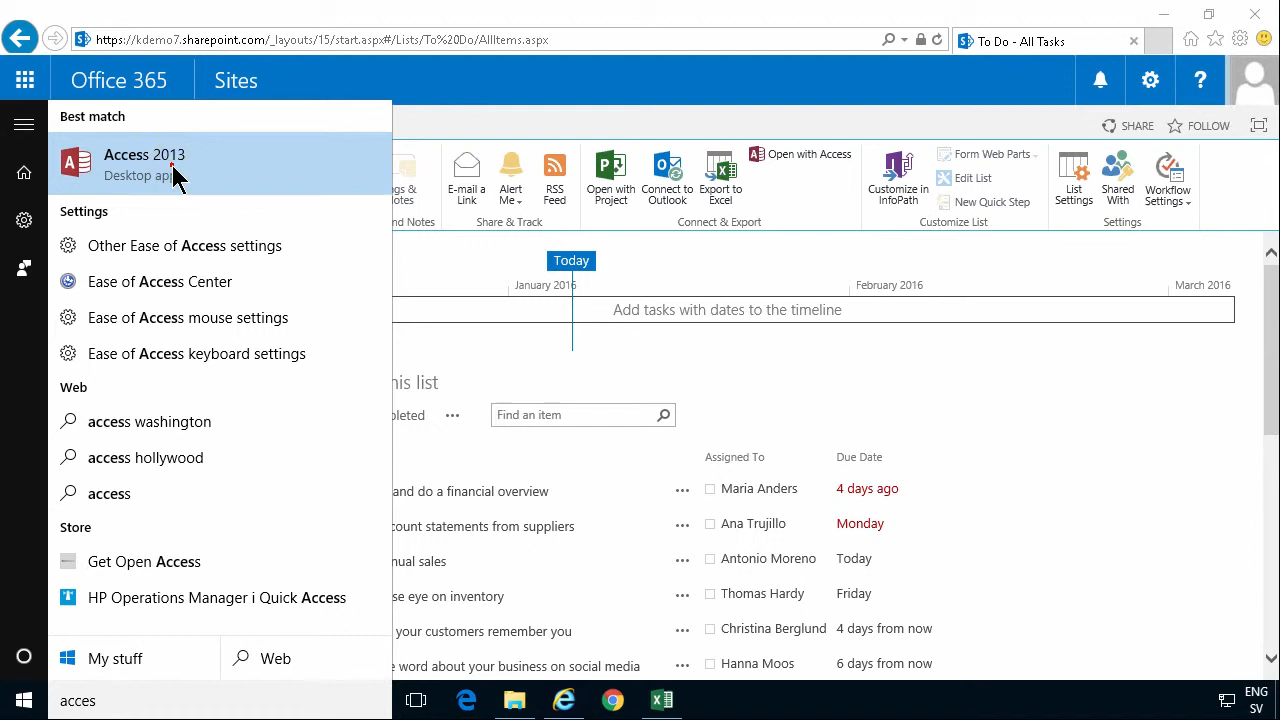 https://kdemo7.sharepoint.com/_layouts/15/start.aspx#/Lists/To%20Do/AllItems.aspx
To Do - All Tasks
Office 365
Sites
?
Best match
Access 2013
Desktop app
Settings
Other Ease of Access settings
Ease of Access Center
Ease of Access mouse settings
Ease of Access keyboard settings
Web
access washington
access hollywood
access
Store
Get Open Access
HP Operations Manager i Quick Access
My stuff
Web
acces
SHARE
FOLLOW
E-mail a Link
Alert Me
RSS Feed
Share & Track
Open with Project
Connect to Outlook
Export to Excel
Open with Access
Connect & Export
Customize in InfoPath
Form Web Parts
Edit List
New Quick Step
Customize List
List Settings
Shared With
Workflow Settings
Settings
Today
January 2016
February 2016
March 2016
Add tasks with dates to the timeline
his list
leted
Find an item
Assigned To
Due Date
and do a financial overview
Maria Anders
4 days ago
count statements from suppliers
Ana Trujillo
Monday
nual sales
Antonio Moreno
Today
se eye on inventory
Thomas Hardy
Friday
your customers remember you
Christina Berglund
4 days from now
e word about your business on social media
Hanna Moos
6 days from now
ENG
SV